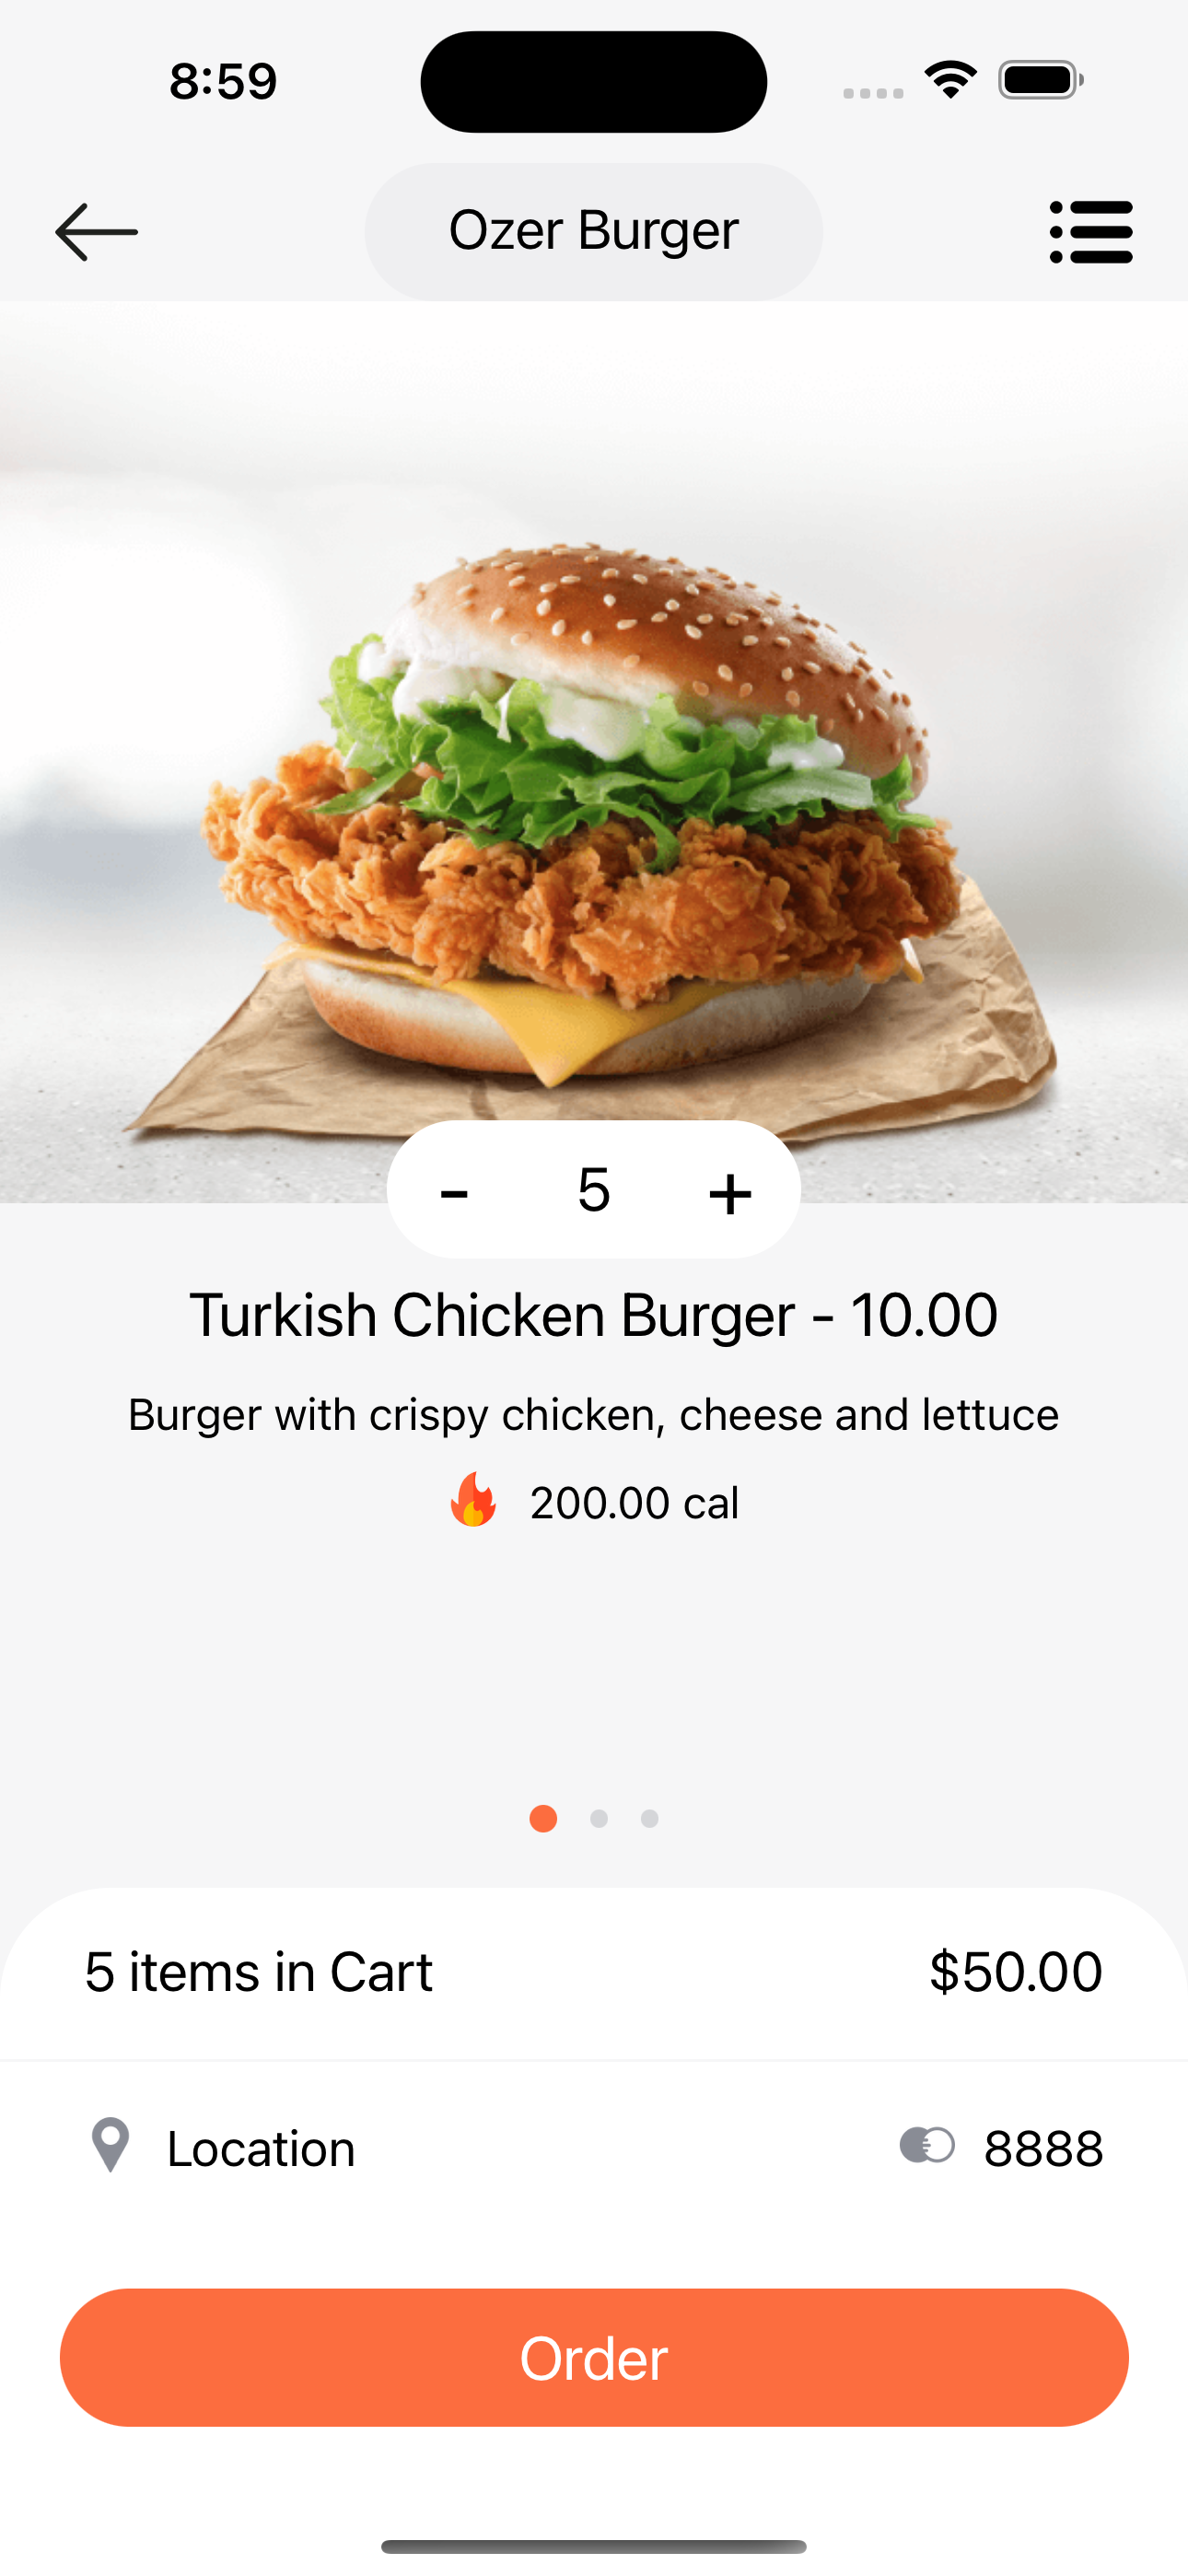 8:59
Ozer Burger
- 5 +
Turkish Chicken Burger - 10.00
Burger with crispy chicken, cheese and lettuce
200.00 cal
5 items in Cart $50.00
Location 8888
Order